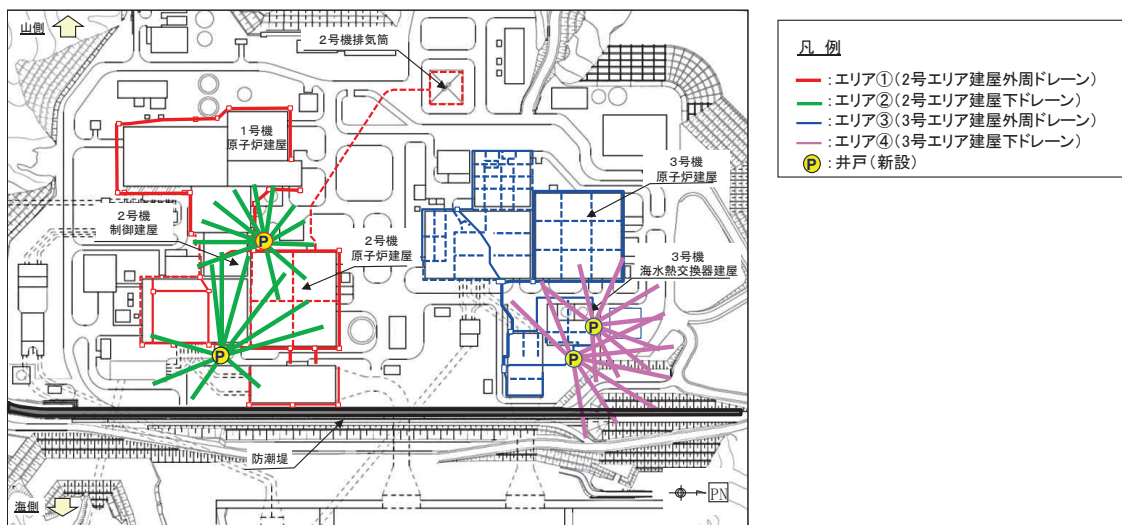 山側
2号機排気筒
1号機
原子炉建屋
3号機
原子炉建屋
2号機
制御建屋
2号機
原子炉建屋
3号機
海水熱交換器建屋
P
P
P
P
防潮堤
海側
PN
凡 例
:エリア①(2号エリア建屋外周ドレーン)
:エリア②(2号エリア建屋下ドレーン)
:エリア③(3号エリア建屋外周ドレーン)
:エリア④(3号エリア建屋下ドレーン)
P :井戸(新設)